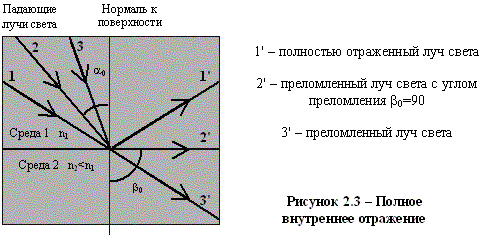 Падающие
лучи света
Нормаль к
поверхности
1
2
3
α₀
1'
Среда 1 n₁
2'
Среда 2 n₂<n₁
β₀
3'
1' – полностью отраженный луч света
2' – преломленный луч света с углом
преломления β₀=90
3' – преломленный луч света
Рисунок 2.3 – Полное
внутреннее отражение